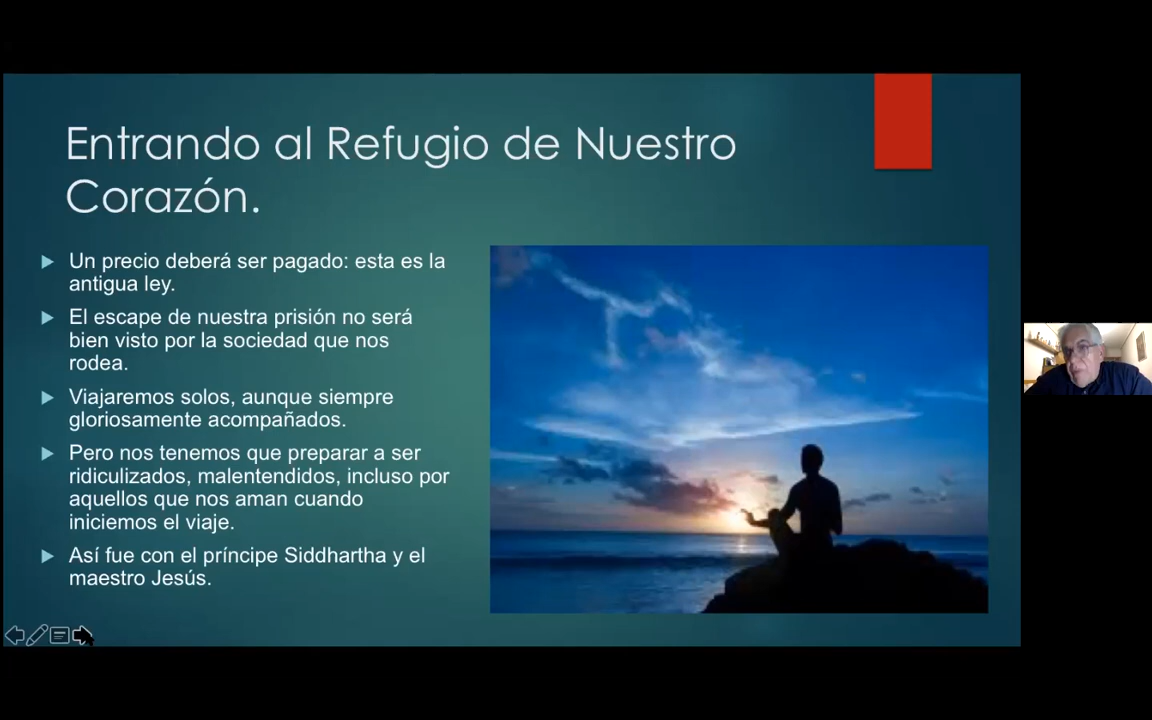 Entrando al Refugio de Nuestro
Corazón.
Un precio deberá ser pagado: esta es la
antigua ley.
El escape de nuestra prisión no será
bien visto por la sociedad que nos
rodea.
Viajaremos solos, aunque siempre
gloriosamente acompañados.
Pero nos tenemos que preparar a ser
ridiculizados, malentendidos, incluso por
aquellos que nos aman cuando
iniciemos el viaje.
Así fue con el príncipe Siddhartha y el
maestro Jesús.